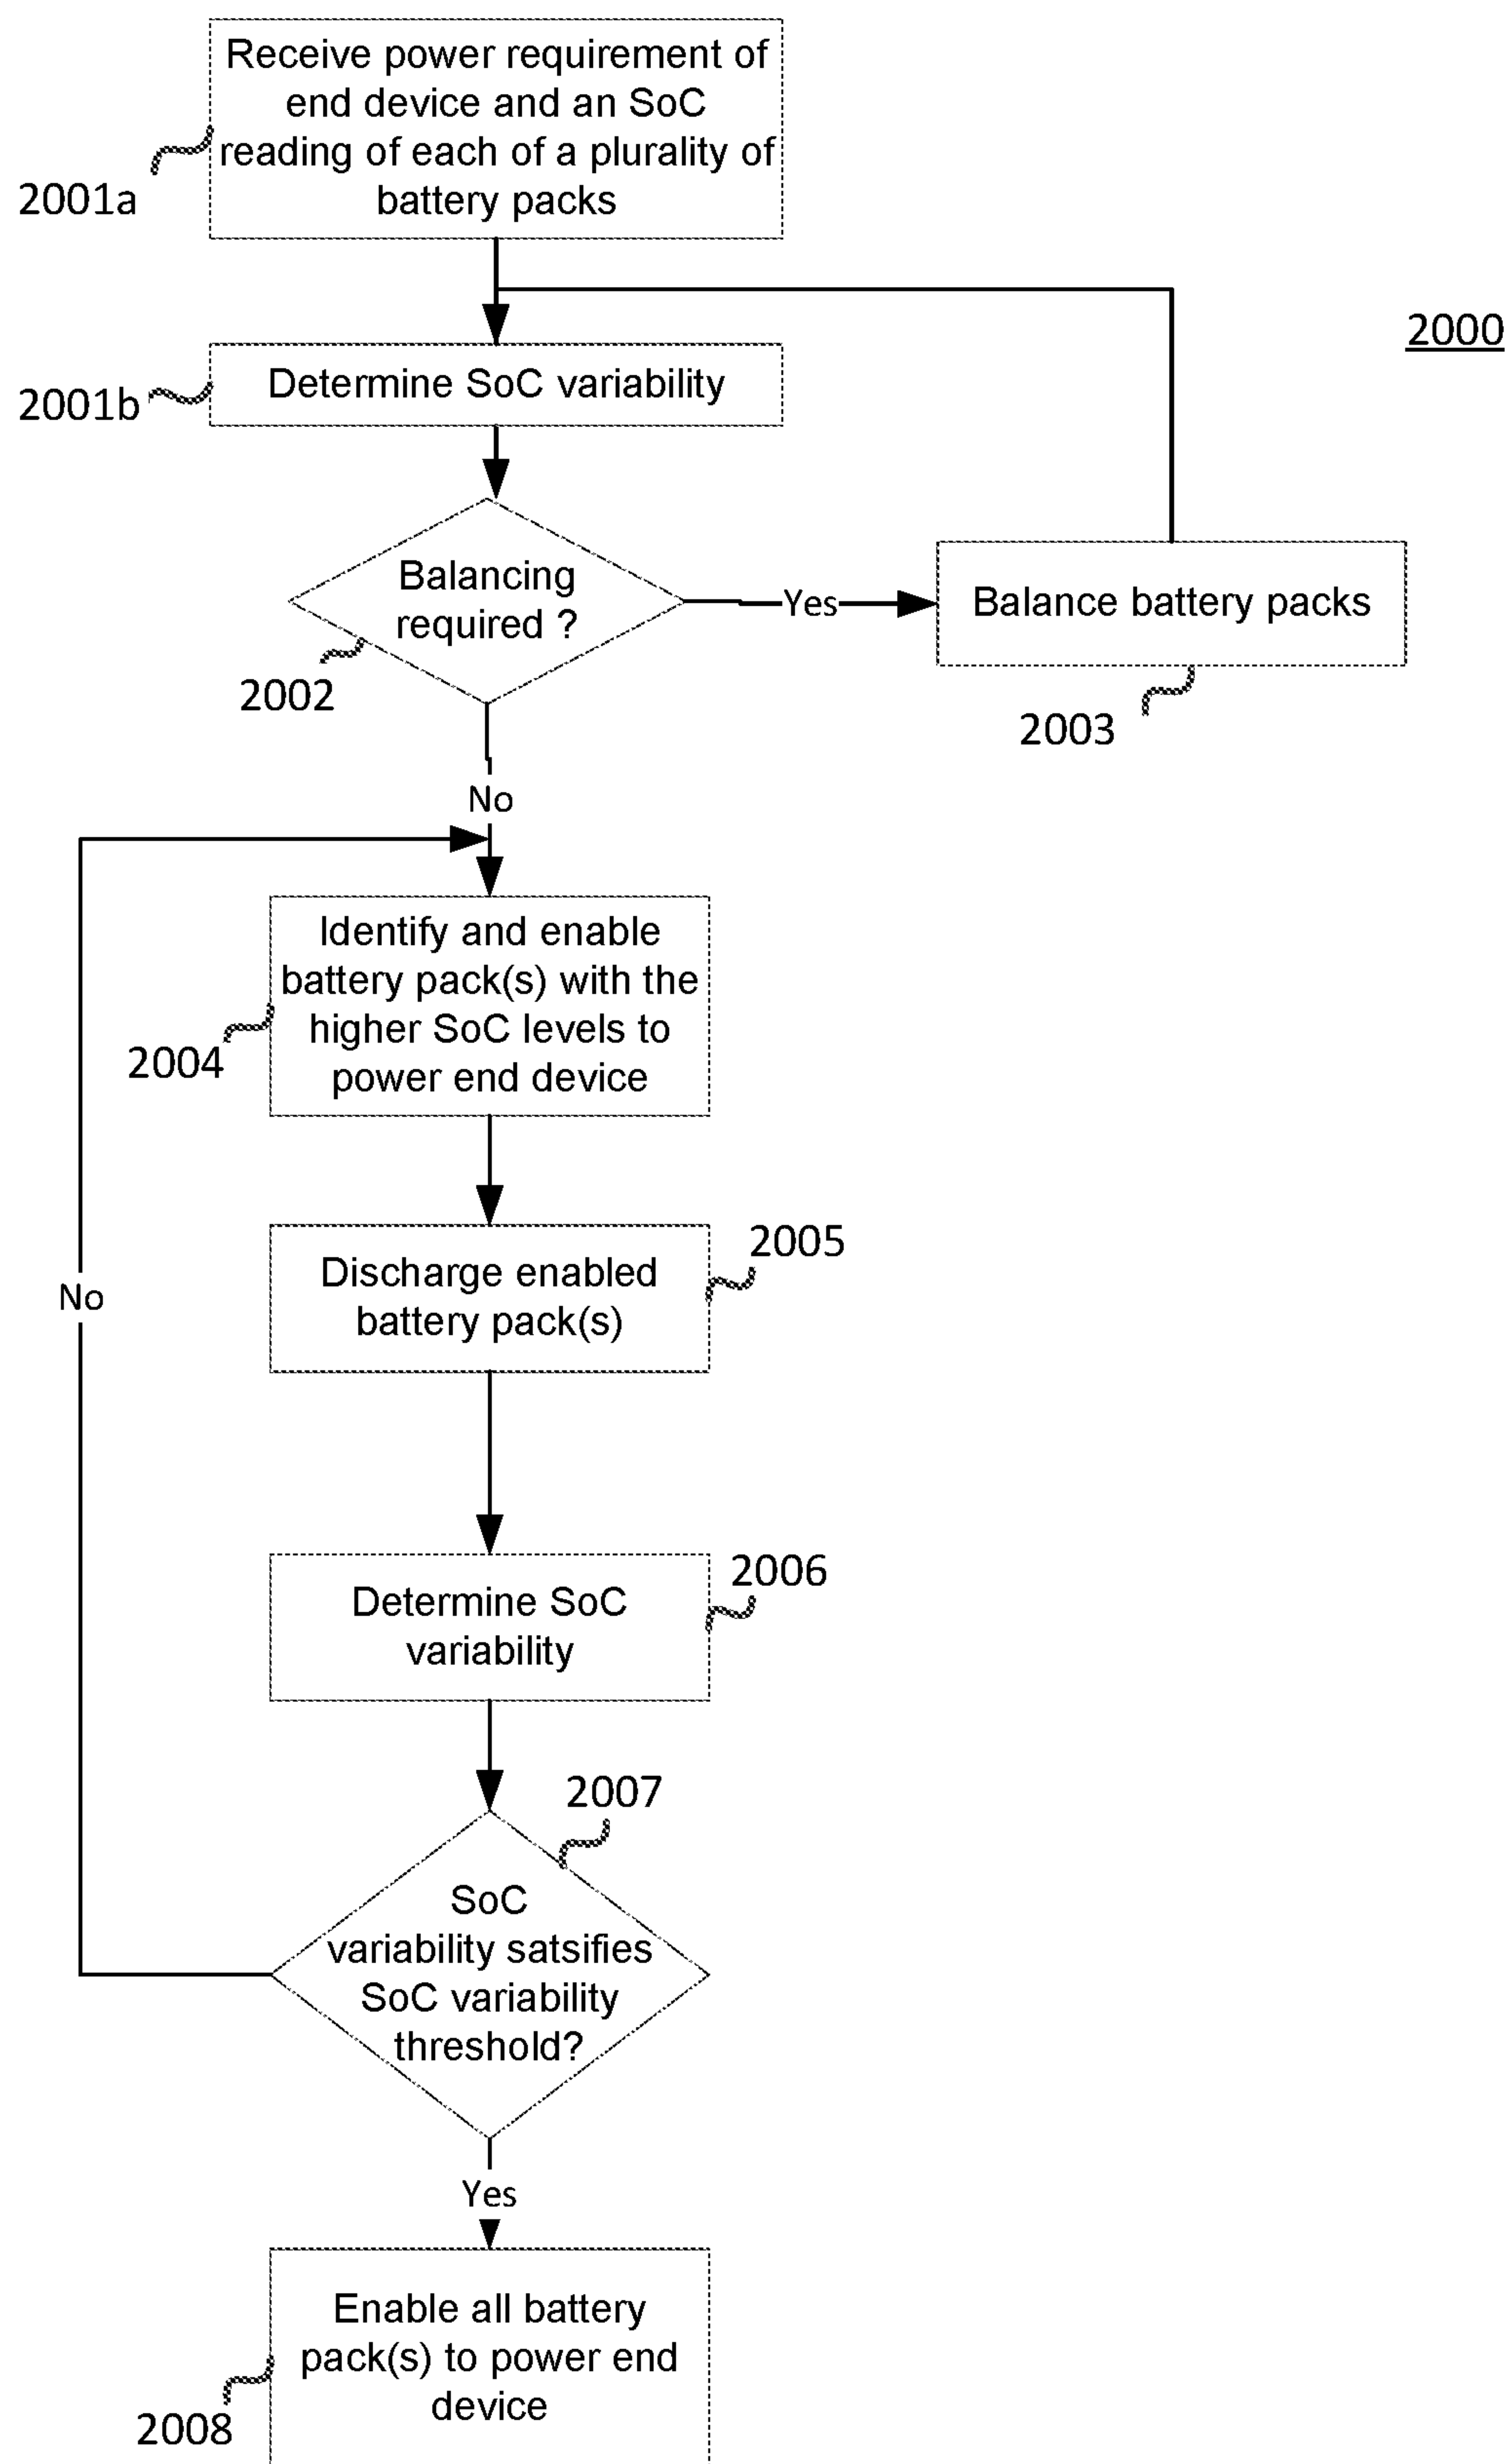 Receive power requirement of
end device and an SoC
reading of each of a plurality of
battery packs
2001a
2000
Determine SoC variability
2001b
Balancing
required ?
2002
Yes
Balance battery packs
2003
No
Identify and enable
battery pack(s) with the
higher SoC levels to
power end device
2004
Discharge enabled
battery pack(s)
2005
No
Determine SoC
variability
2006
2007
SoC
variability satsifies
SoC variability
threshold?
Yes
Enable all battery
pack(s) to power end
device
2008